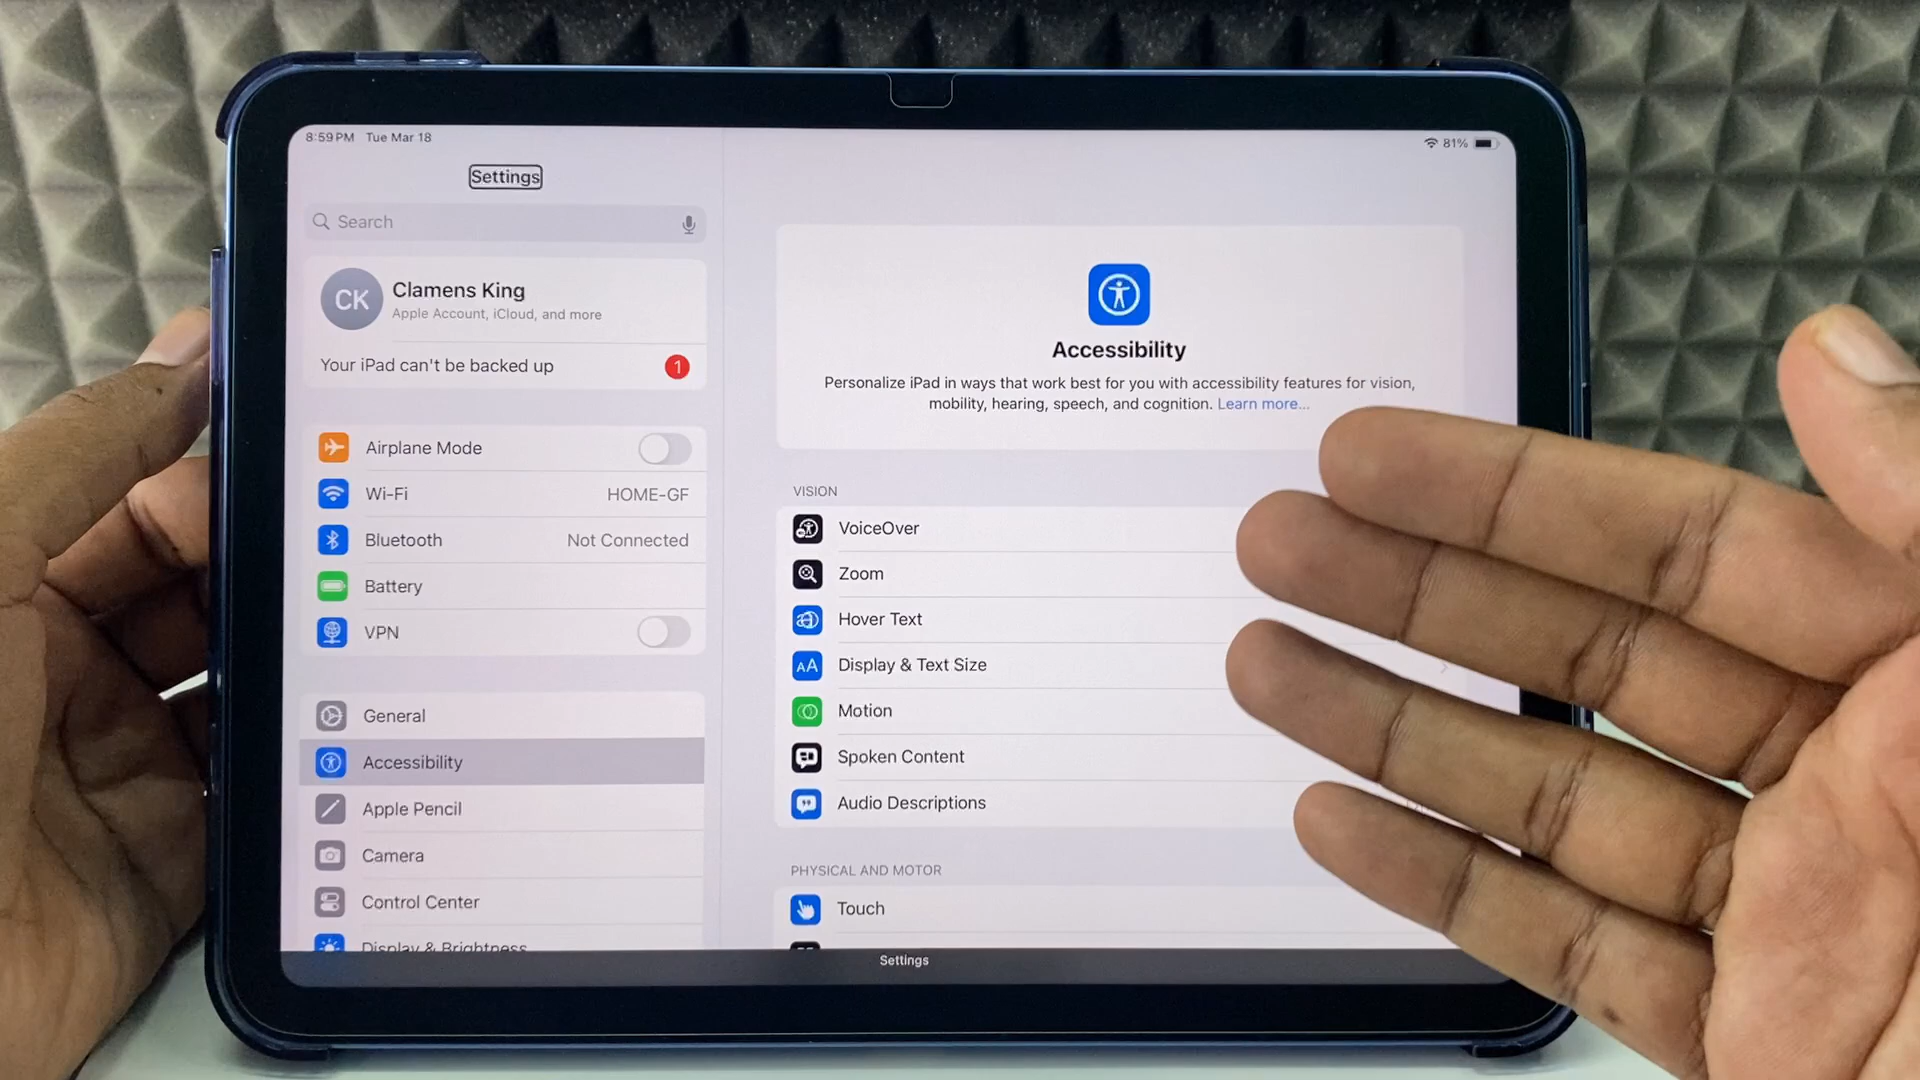 8:59 PM Tue Mar 18
81%
Settings
Search
CK
Clamens King
Apple Account, iCloud, and more
Your iPad can't be backed up
1
Airplane Mode
Wi-Fi
HOME-GF
Bluetooth
Not Connected
Battery
VPN
General
Accessibility
Apple Pencil
Camera
Control Center
Display & Brightness
Accessibility
Personalize iPad in ways that work best for you with accessibility features for vision,
mobility, hearing, speech, and cognition. Learn more...
VISION
VoiceOver
Zoom
Hover Text
AA
Display & Text Size
Motion
Spoken Content
Audio Descriptions
PHYSICAL AND MOTOR
Touch
Settings